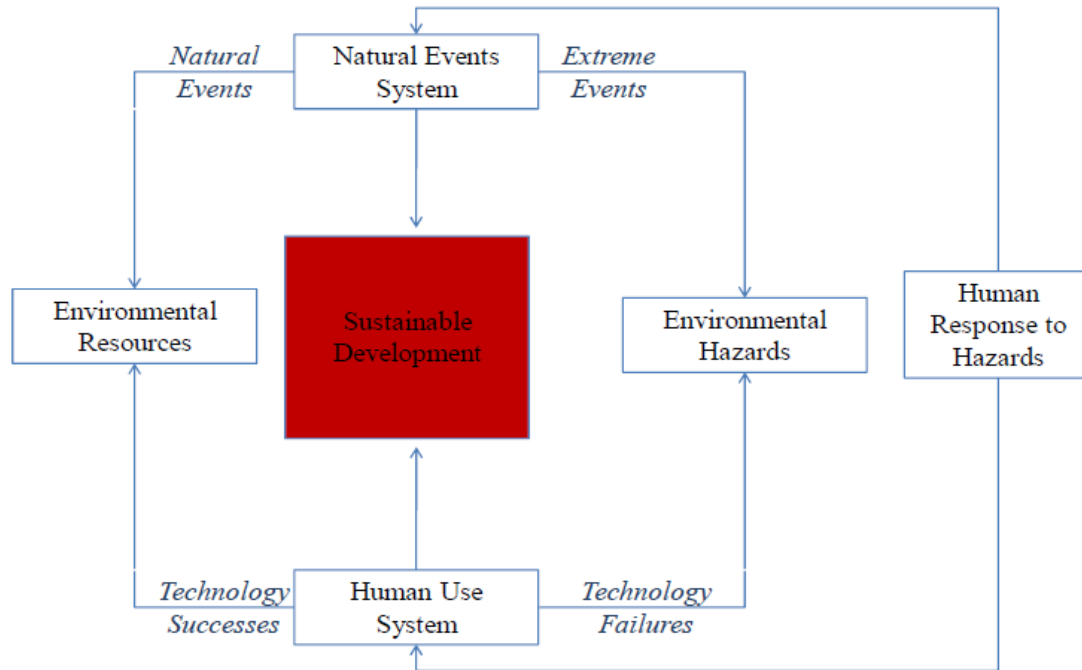 Natural
Events
Natural Events
System
Extreme
Events
Environmental
Resources
Sustainable
Development
Environmental
Hazards
Human
Response to
Hazards
Technology
Successes
Human Use
System
Technology
Failures